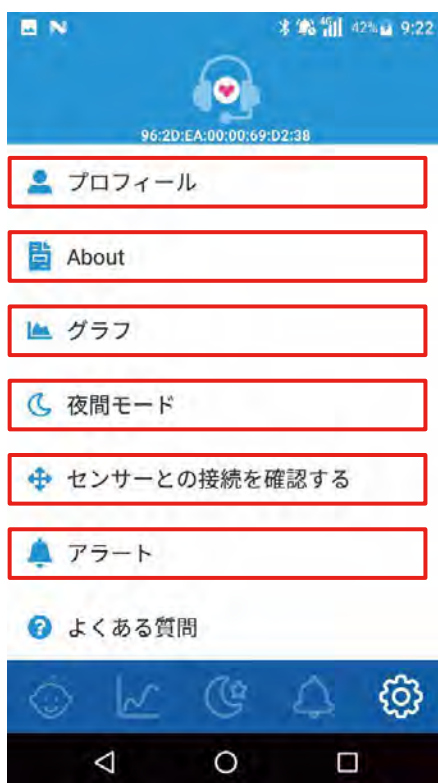 N 4G 42% 9:22
96:2D:EA:00:00:69:D2:38
プロフィール
About
グラフ
夜間モード
センサーとの接続を確認する
アラート
よくある質問